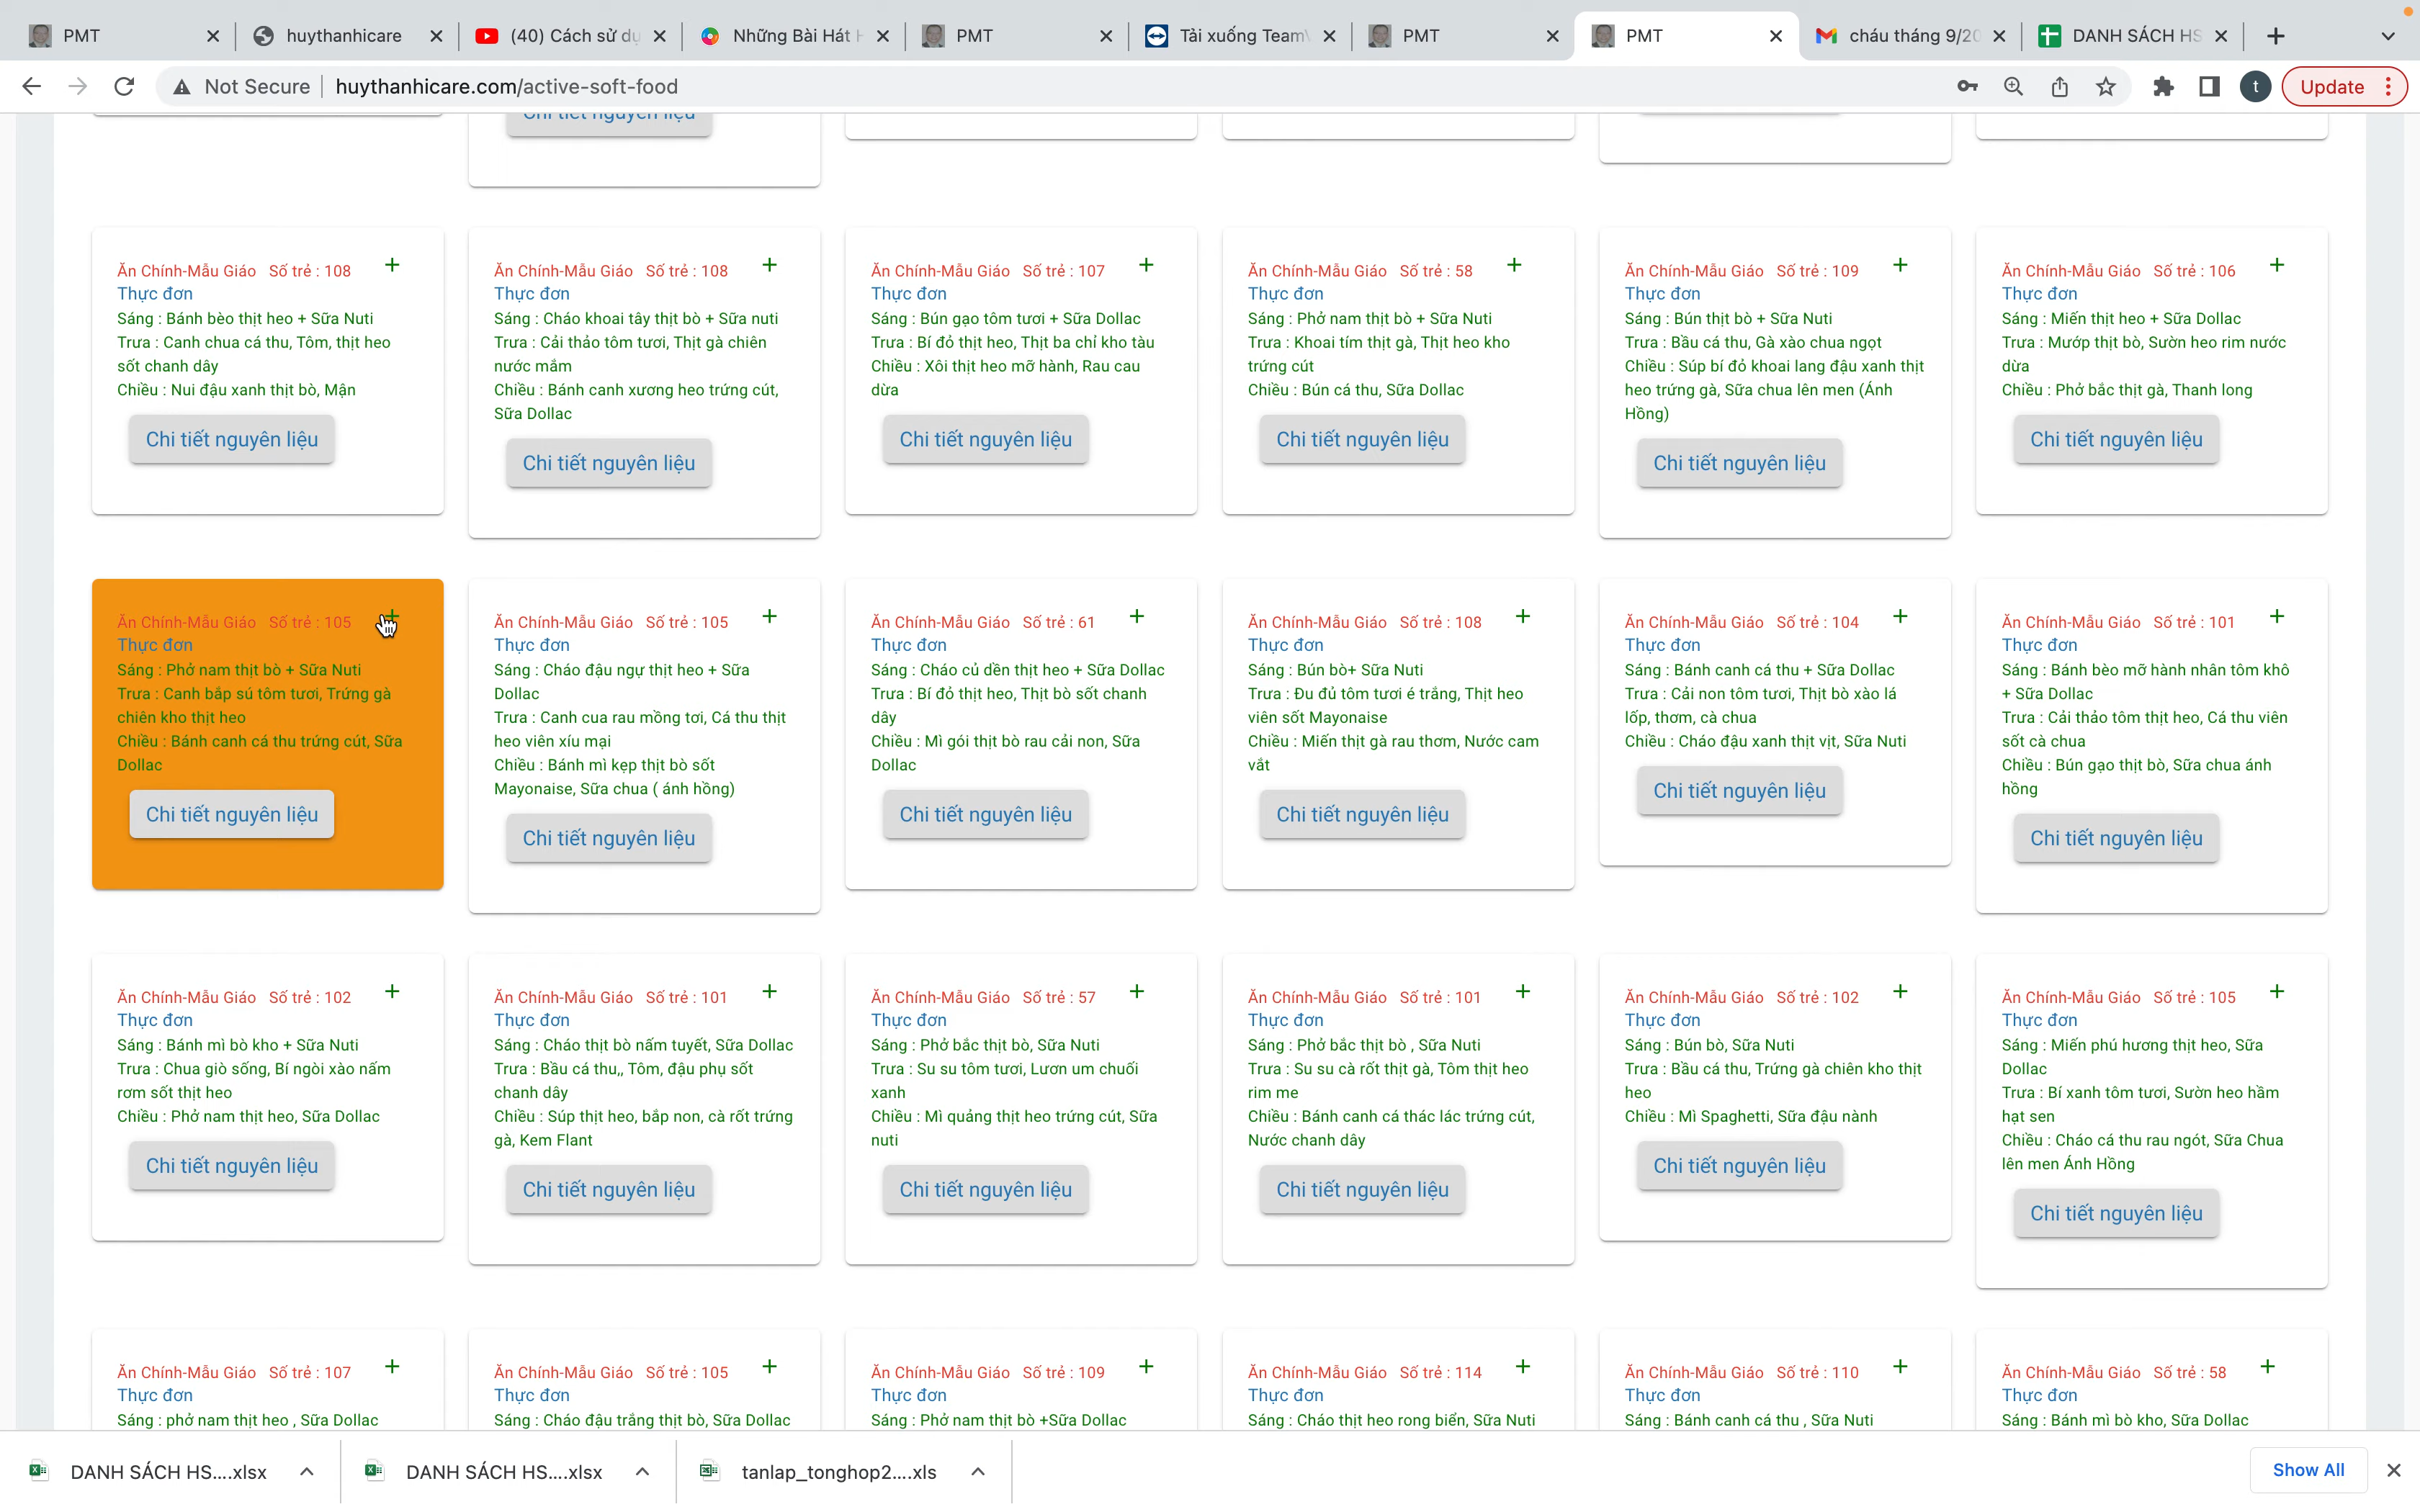 PMT
huythanhicare
(40) Cách sử dụ
Những Bài Hát H
PMT
Tải xuống TeamV
PMT
PMT
cháu tháng 9/20
DANH SÁCH HS
Not Secure
huythanhicare.com/active-soft-food
Update
t
Chi tiết nguyên liệu
Ăn Chính-Mẫu Giáo Số trẻ : 108
Thực đơn
Sáng : Bánh bèo thịt heo + Sữa Nuti
Trưa : Canh chua cá thu, Tôm, thịt heo
sốt chanh dây
Chiều : Nui đậu xanh thịt bò, Mận
Chi tiết nguyên liệu
Ăn Chính-Mẫu Giáo Số trẻ : 108
Thực đơn
Sáng : Cháo khoai tây thịt bò + Sữa nuti
Trưa : Cải thảo tôm tươi, Thịt gà chiên
nước mắm
Chiều : Bánh canh xương heo trứng cút,
Sữa Dollac
Chi tiết nguyên liệu
Ăn Chính-Mẫu Giáo Số trẻ : 107
Thực đơn
Sáng : Bún gạo tôm tươi + Sữa Dollac
Trưa : Bí đỏ thịt heo, Thịt ba chỉ kho tàu
Chiều : Xôi thịt heo mỡ hành, Rau cau
dừa
Chi tiết nguyên liệu
Ăn Chính-Mẫu Giáo Số trẻ : 58
Thực đơn
Sáng : Phở nam thịt bò + Sữa Nuti
Trưa : Khoai tím thịt gà, Thịt heo kho
trứng cút
Chiều : Bún cá thu, Sữa Dollac
Chi tiết nguyên liệu
Ăn Chính-Mẫu Giáo Số trẻ : 109
Thực đơn
Sáng : Bún thịt bò + Sữa Nuti
Trưa : Bầu cá thu, Gà xào chua ngọt
Chiều : Súp bí đỏ khoai lang đậu xanh thịt
heo trứng gà, Sữa chua lên men (Ánh
Hồng)
Chi tiết nguyên liệu
Ăn Chính-Mẫu Giáo Số trẻ : 106
Thực đơn
Sáng : Miến thịt heo + Sữa Dollac
Trưa : Mướp thịt bò, Sườn heo rim nước
dừa
Chiều : Phở bắc thịt gà, Thanh long
Chi tiết nguyên liệu
Ăn Chính-Mẫu Giáo Số trẻ : 105
Thực đơn
Sáng : Phở nam thịt bò + Sữa Nuti
Trưa : Canh bắp sú tôm tươi, Trứng gà
chiên kho thịt heo
Chiều : Bánh canh cá thu trứng cút, Sữa
Dollac
Chi tiết nguyên liệu
Ăn Chính-Mẫu Giáo Số trẻ : 105
Thực đơn
Sáng : Cháo đậu ngự thịt heo + Sữa
Dollac
Trưa : Canh cua rau mồng tơi, Cá thu thịt
heo viên xíu mại
Chiều : Bánh mì kẹp thịt bò sốt
Mayonaise, Sữa chua ( ánh hồng)
Chi tiết nguyên liệu
Ăn Chính-Mẫu Giáo Số trẻ : 61
Thực đơn
Sáng : Cháo củ dền thịt heo + Sữa Dollac
Trưa : Bí đỏ thịt heo, Thịt bò sốt chanh
dây
Chiều : Mì gói thịt bò rau cải non, Sữa
Dollac
Chi tiết nguyên liệu
Ăn Chính-Mẫu Giáo Số trẻ : 108
Thực đơn
Sáng : Bún bò+ Sữa Nuti
Trưa : Đu đủ tôm tươi é trắng, Thịt heo
viên sốt Mayonaise
Chiều : Miến thịt gà rau thơm, Nước cam
vắt
Chi tiết nguyên liệu
Ăn Chính-Mẫu Giáo Số trẻ : 104
Thực đơn
Sáng : Bánh canh cá thu + Sữa Dollac
Trưa : Cải non tôm tươi, Thịt bò xào lá
lốp, thơm, cà chua
Chiều : Cháo đậu xanh thịt vịt, Sữa Nuti
Chi tiết nguyên liệu
Ăn Chính-Mẫu Giáo Số trẻ : 101
Thực đơn
Sáng : Bánh bèo mỡ hành nhân tôm khô
+ Sữa Dollac
Trưa : Cải thảo tôm thịt heo, Cá thu viên
sốt cà chua
Chiều : Bún gạo thịt bò, Sữa chua ánh
hồng
Chi tiết nguyên liệu
Ăn Chính-Mẫu Giáo Số trẻ : 102
Thực đơn
Sáng : Bánh mì bò kho + Sữa Nuti
Trưa : Chua giò sống, Bí ngòi xào nấm
rơm sốt thịt heo
Chiều : Phở nam thịt heo, Sữa Dollac
Chi tiết nguyên liệu
Ăn Chính-Mẫu Giáo Số trẻ : 101
Thực đơn
Sáng : Cháo thịt bò nấm tuyết, Sữa Dollac
Trưa : Bầu cá thu,, Tôm, đậu phụ sốt
chanh dây
Chiều : Súp thịt heo, bắp non, cà rốt trứng
gà, Kem Flant
Chi tiết nguyên liệu
Ăn Chính-Mẫu Giáo Số trẻ : 57
Thực đơn
Sáng : Phở bắc thịt bò, Sữa Nuti
Trưa : Su su tôm tươi, Lươn um chuối
xanh
Chiều : Mì quảng thịt heo trứng cút, Sữa
nuti
Chi tiết nguyên liệu
Ăn Chính-Mẫu Giáo Số trẻ : 101
Thực đơn
Sáng : Phở bắc thịt bò , Sữa Nuti
Trưa : Su su cà rốt thịt gà, Tôm thịt heo
rim me
Chiều : Bánh canh cá thác lác trứng cút,
Nước chanh dây
Chi tiết nguyên liệu
Ăn Chính-Mẫu Giáo Số trẻ : 102
Thực đơn
Sáng : Bún bò, Sữa Nuti
Trưa : Bầu cá thu, Trứng gà chiên kho thịt
heo
Chiều : Mì Spaghetti, Sữa đậu nành
Chi tiết nguyên liệu
Ăn Chính-Mẫu Giáo Số trẻ : 105
Thực đơn
Sáng : Miến phú hương thịt heo, Sữa
Dollac
Trưa : Bí xanh tôm tươi, Sườn heo hầm
hạt sen
Chiều : Cháo cá thu rau ngót, Sữa Chua
lên men Ánh Hồng
Chi tiết nguyên liệu
Ăn Chính-Mẫu Giáo Số trẻ : 107
Thực đơn
Sáng : phở nam thịt heo , Sữa Dollac
Ăn Chính-Mẫu Giáo Số trẻ : 105
Thực đơn
Sáng : Cháo đậu trắng thịt bò, Sữa Dollac
Ăn Chính-Mẫu Giáo Số trẻ : 109
Thực đơn
Sáng : Phở nam thịt bò +Sữa Dollac
Ăn Chính-Mẫu Giáo Số trẻ : 114
Thực đơn
Sáng : Cháo thịt heo rong biển, Sữa Nuti
Ăn Chính-Mẫu Giáo Số trẻ : 110
Thực đơn
Sáng : Bánh canh cá thu , Sữa Nuti
Ăn Chính-Mẫu Giáo Số trẻ : 58
Thực đơn
Sáng : Bánh mì bò kho, Sữa Dollac
DANH SÁCH HS....xlsx
DANH SÁCH HS....xlsx
tanlap_tonghop2....xls
Show All